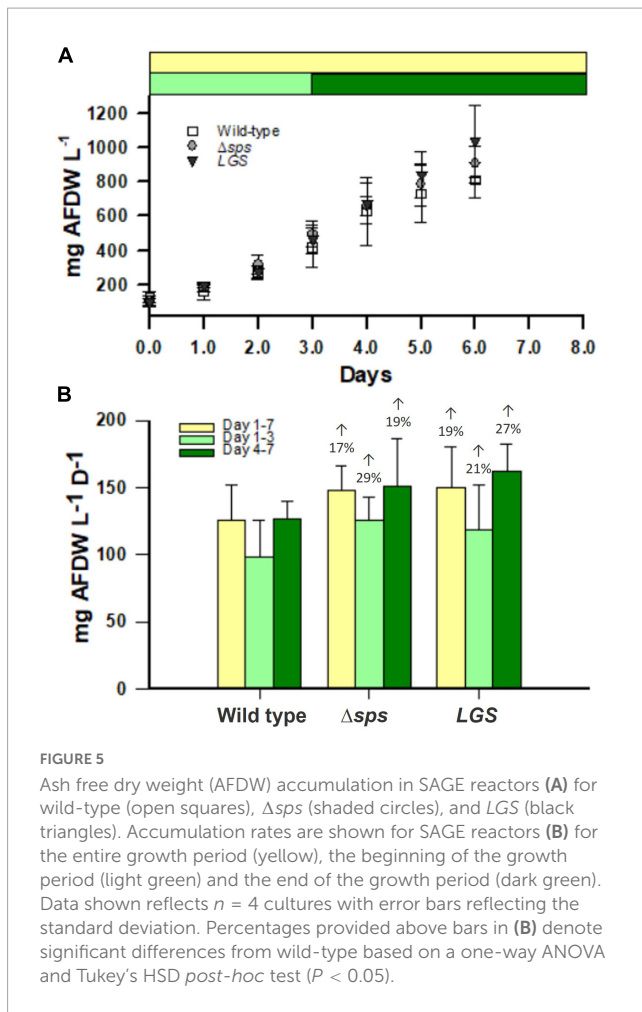 A
1200
1000
800
600
400
200
mg AFDW L-1
Wild-type
Δsps
LGS
0.0 1.0 2.0 3.0 4.0 5.0 6.0 7.0 8.0
Days
B
200
150
100
50
0
mg AFDW L-1 D-1
Day 1-7
Day 1-3
Day 4-7
↑ 17%
↑ 29%
↑ 19%
↑ 19%
↑ 21%
↑ 27%
Wild type Δsps LGS
FIGURE 5
Ash free dry weight (AFDW) accumulation in SAGE reactors (A) for
wild-type (open squares), Δsps (shaded circles), and LGS (black
triangles). Accumulation rates are shown for SAGE reactors (B) for
the entire growth period (yellow), the beginning of the growth
period (light green) and the end of the growth period (dark green).
Data shown reflects n = 4 cultures with error bars reflecting the
standard deviation. Percentages provided above bars in (B) denote
significant differences from wild-type based on a one-way ANOVA
and Tukey's HSD post-hoc test (P < 0.05).